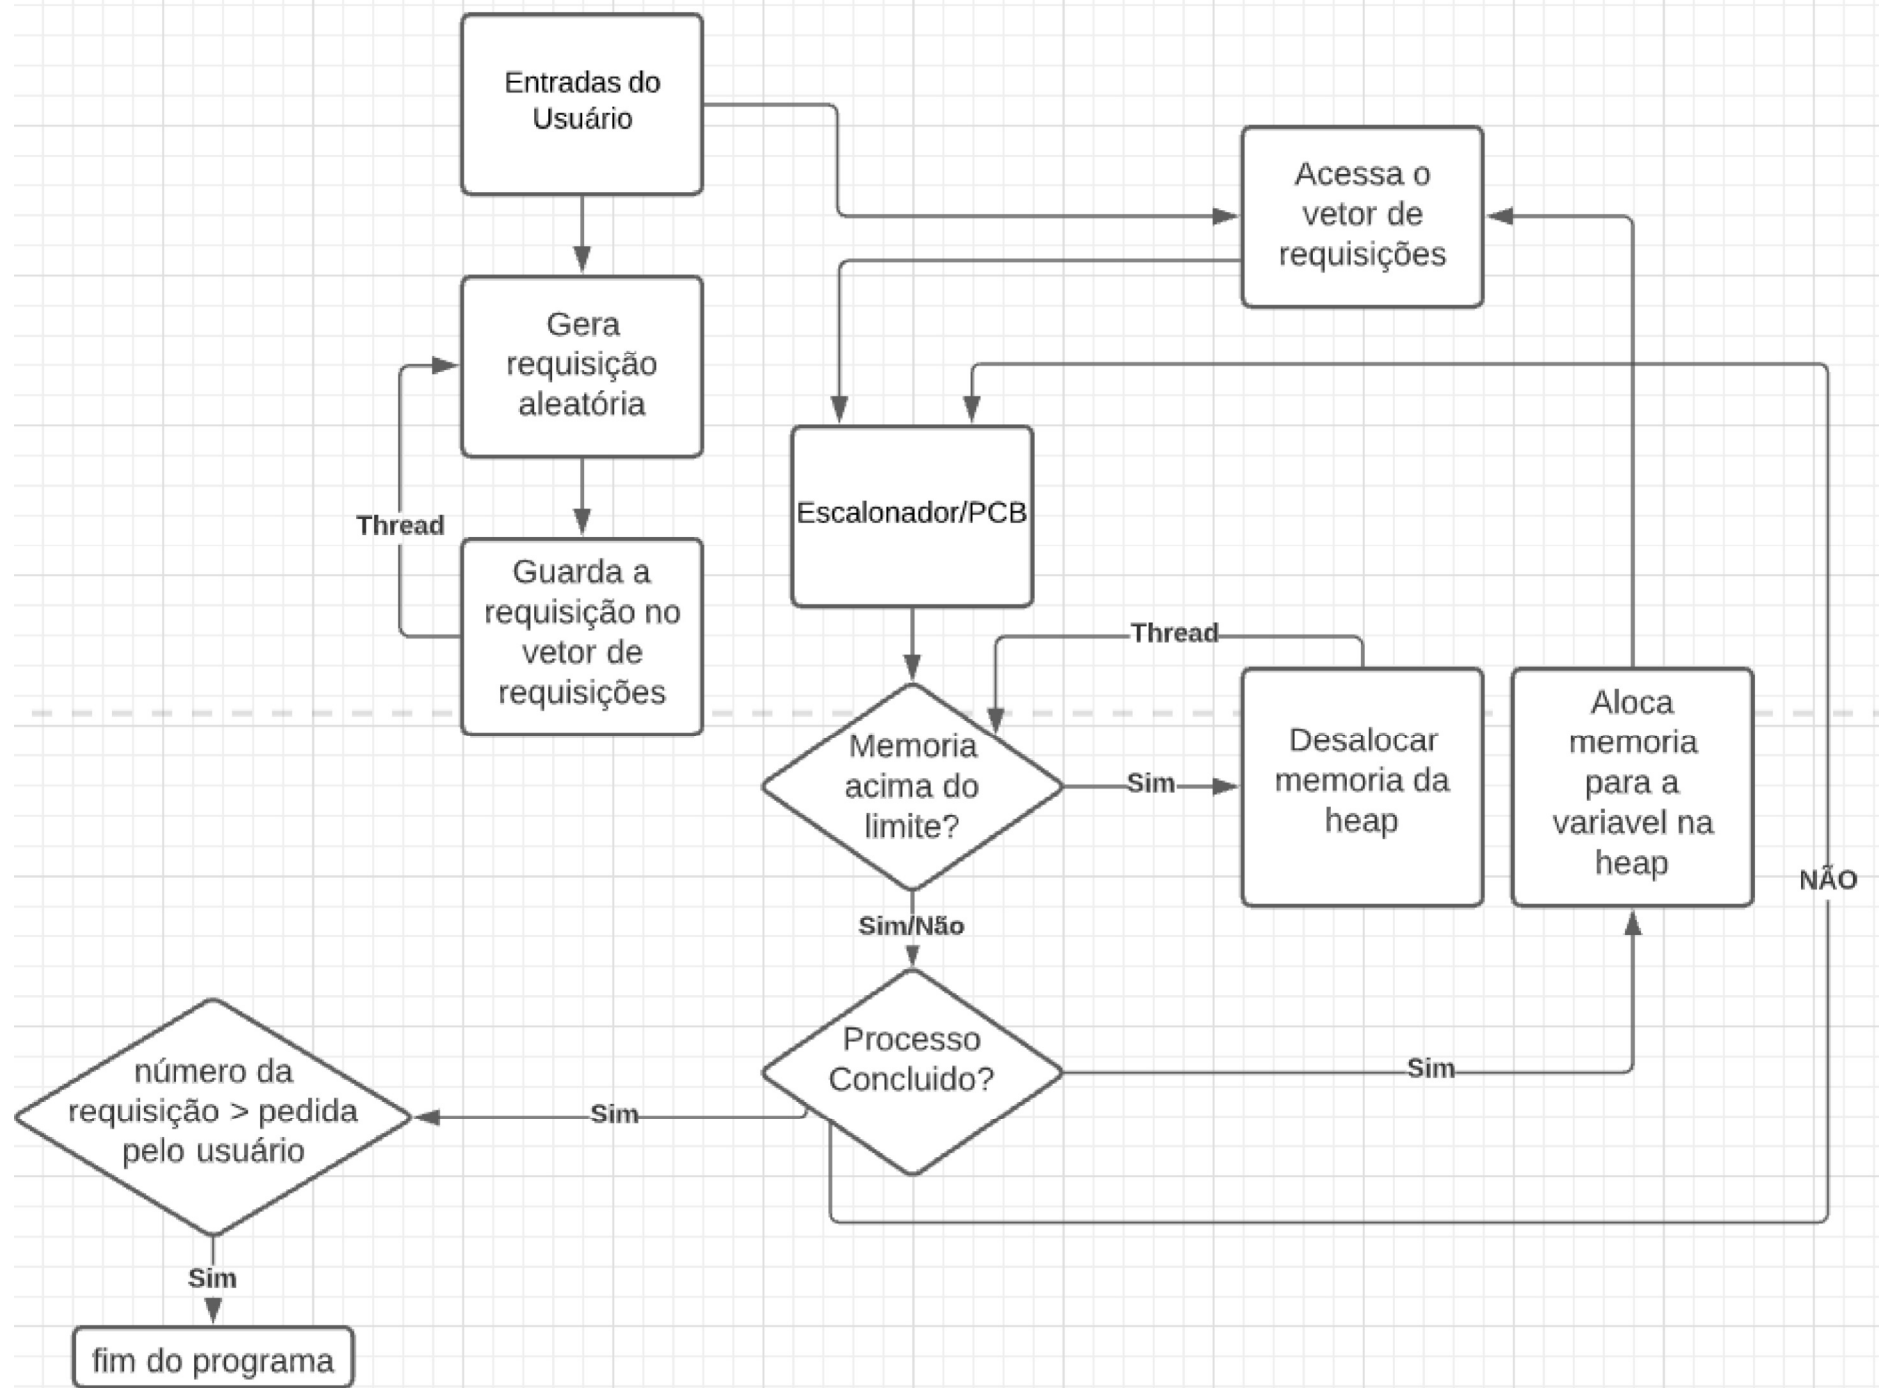 Entradas do
Usuário
Acessa o
vetor de
requisições
Gera
requisição
aleatória
Thread
Escalonador/PCB
Guarda a
requisição no
vetor de
requisições
Thread
Memoria
acima do
limite?
Sim
Desalocar
memoria da
heap
Aloca
memoria
para a
variavel na
heap
NÃO
Sim/Não
Processo
Concluido?
Sim
Sim
número da
requisição > pedida
pelo usuário
Sim
fim do programa